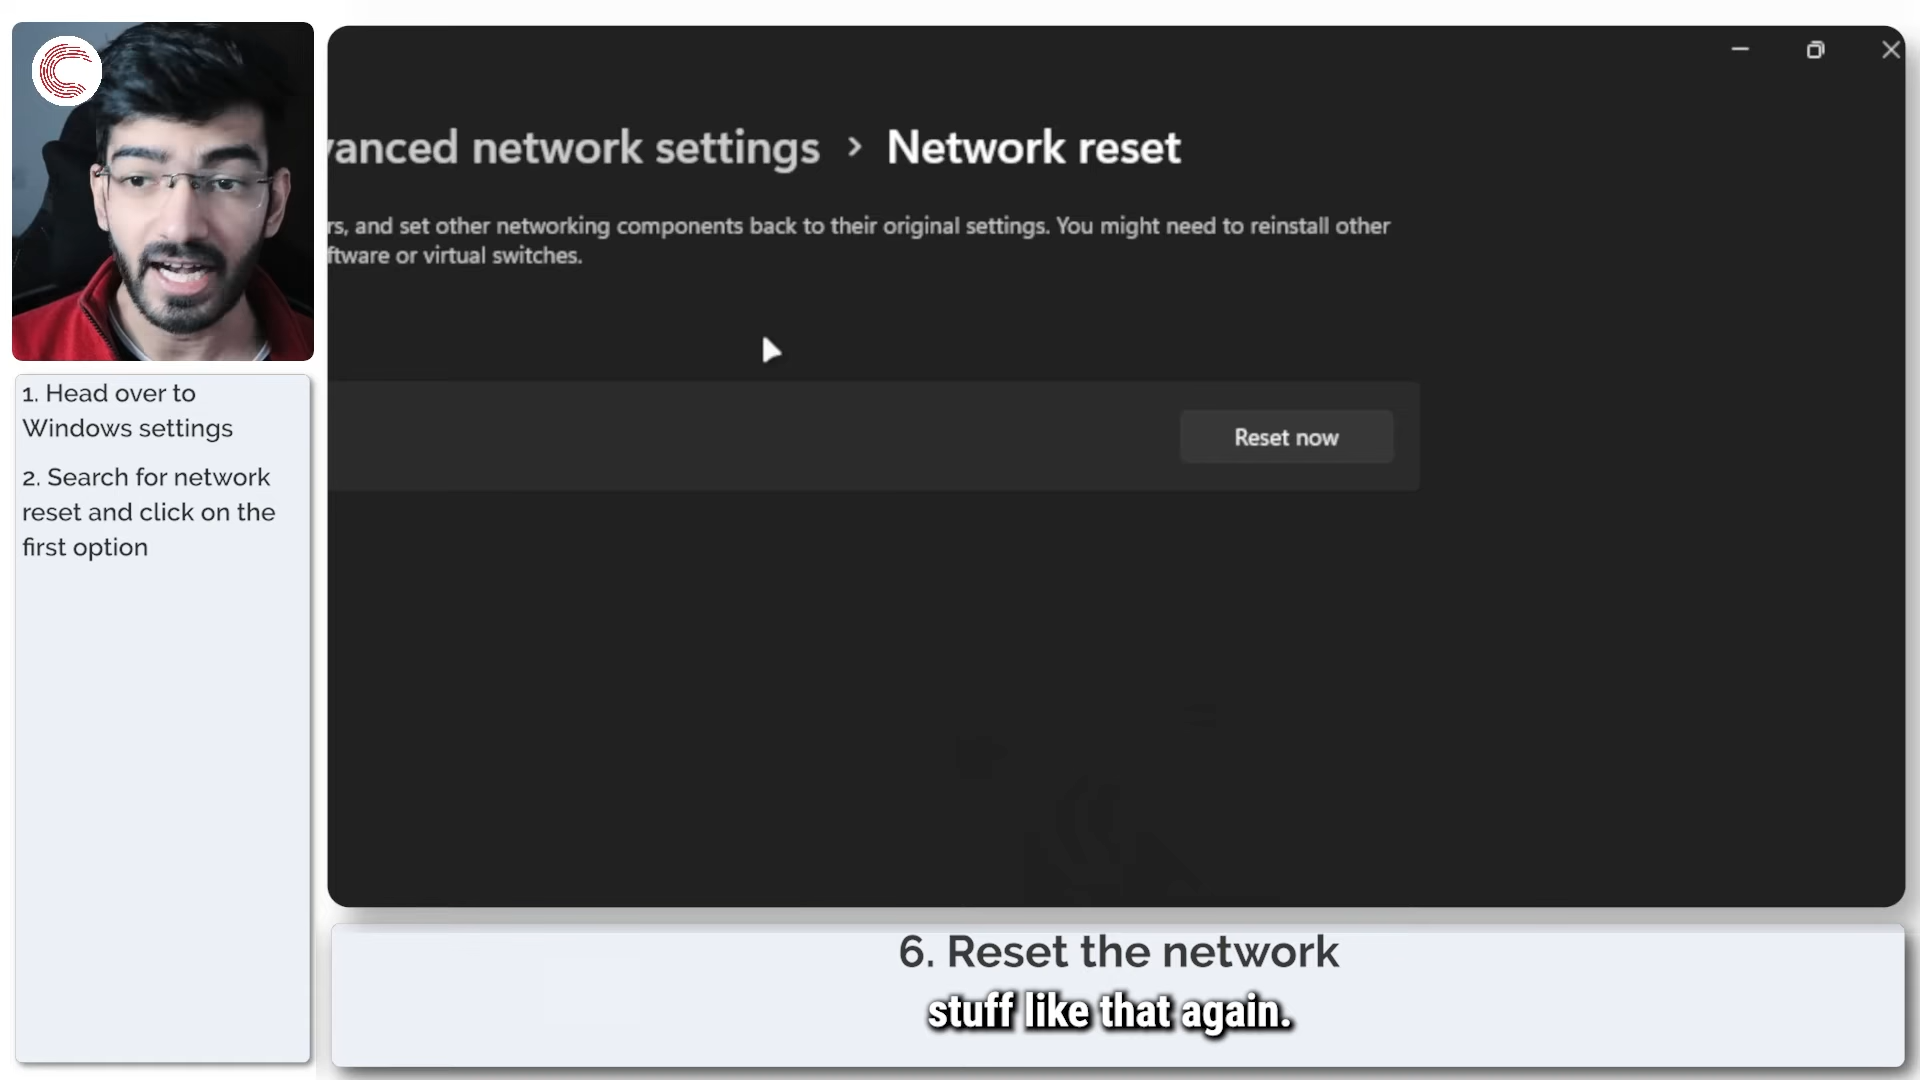 vanced network settings > Network reset
rs, and set other networking components back to their original settings. You might need to reinstall other
ftware or virtual switches.
Reset now
1. Head over to
Windows settings
2. Search for network
reset and click on the
first option
6. Reset the network
stuff like that again.